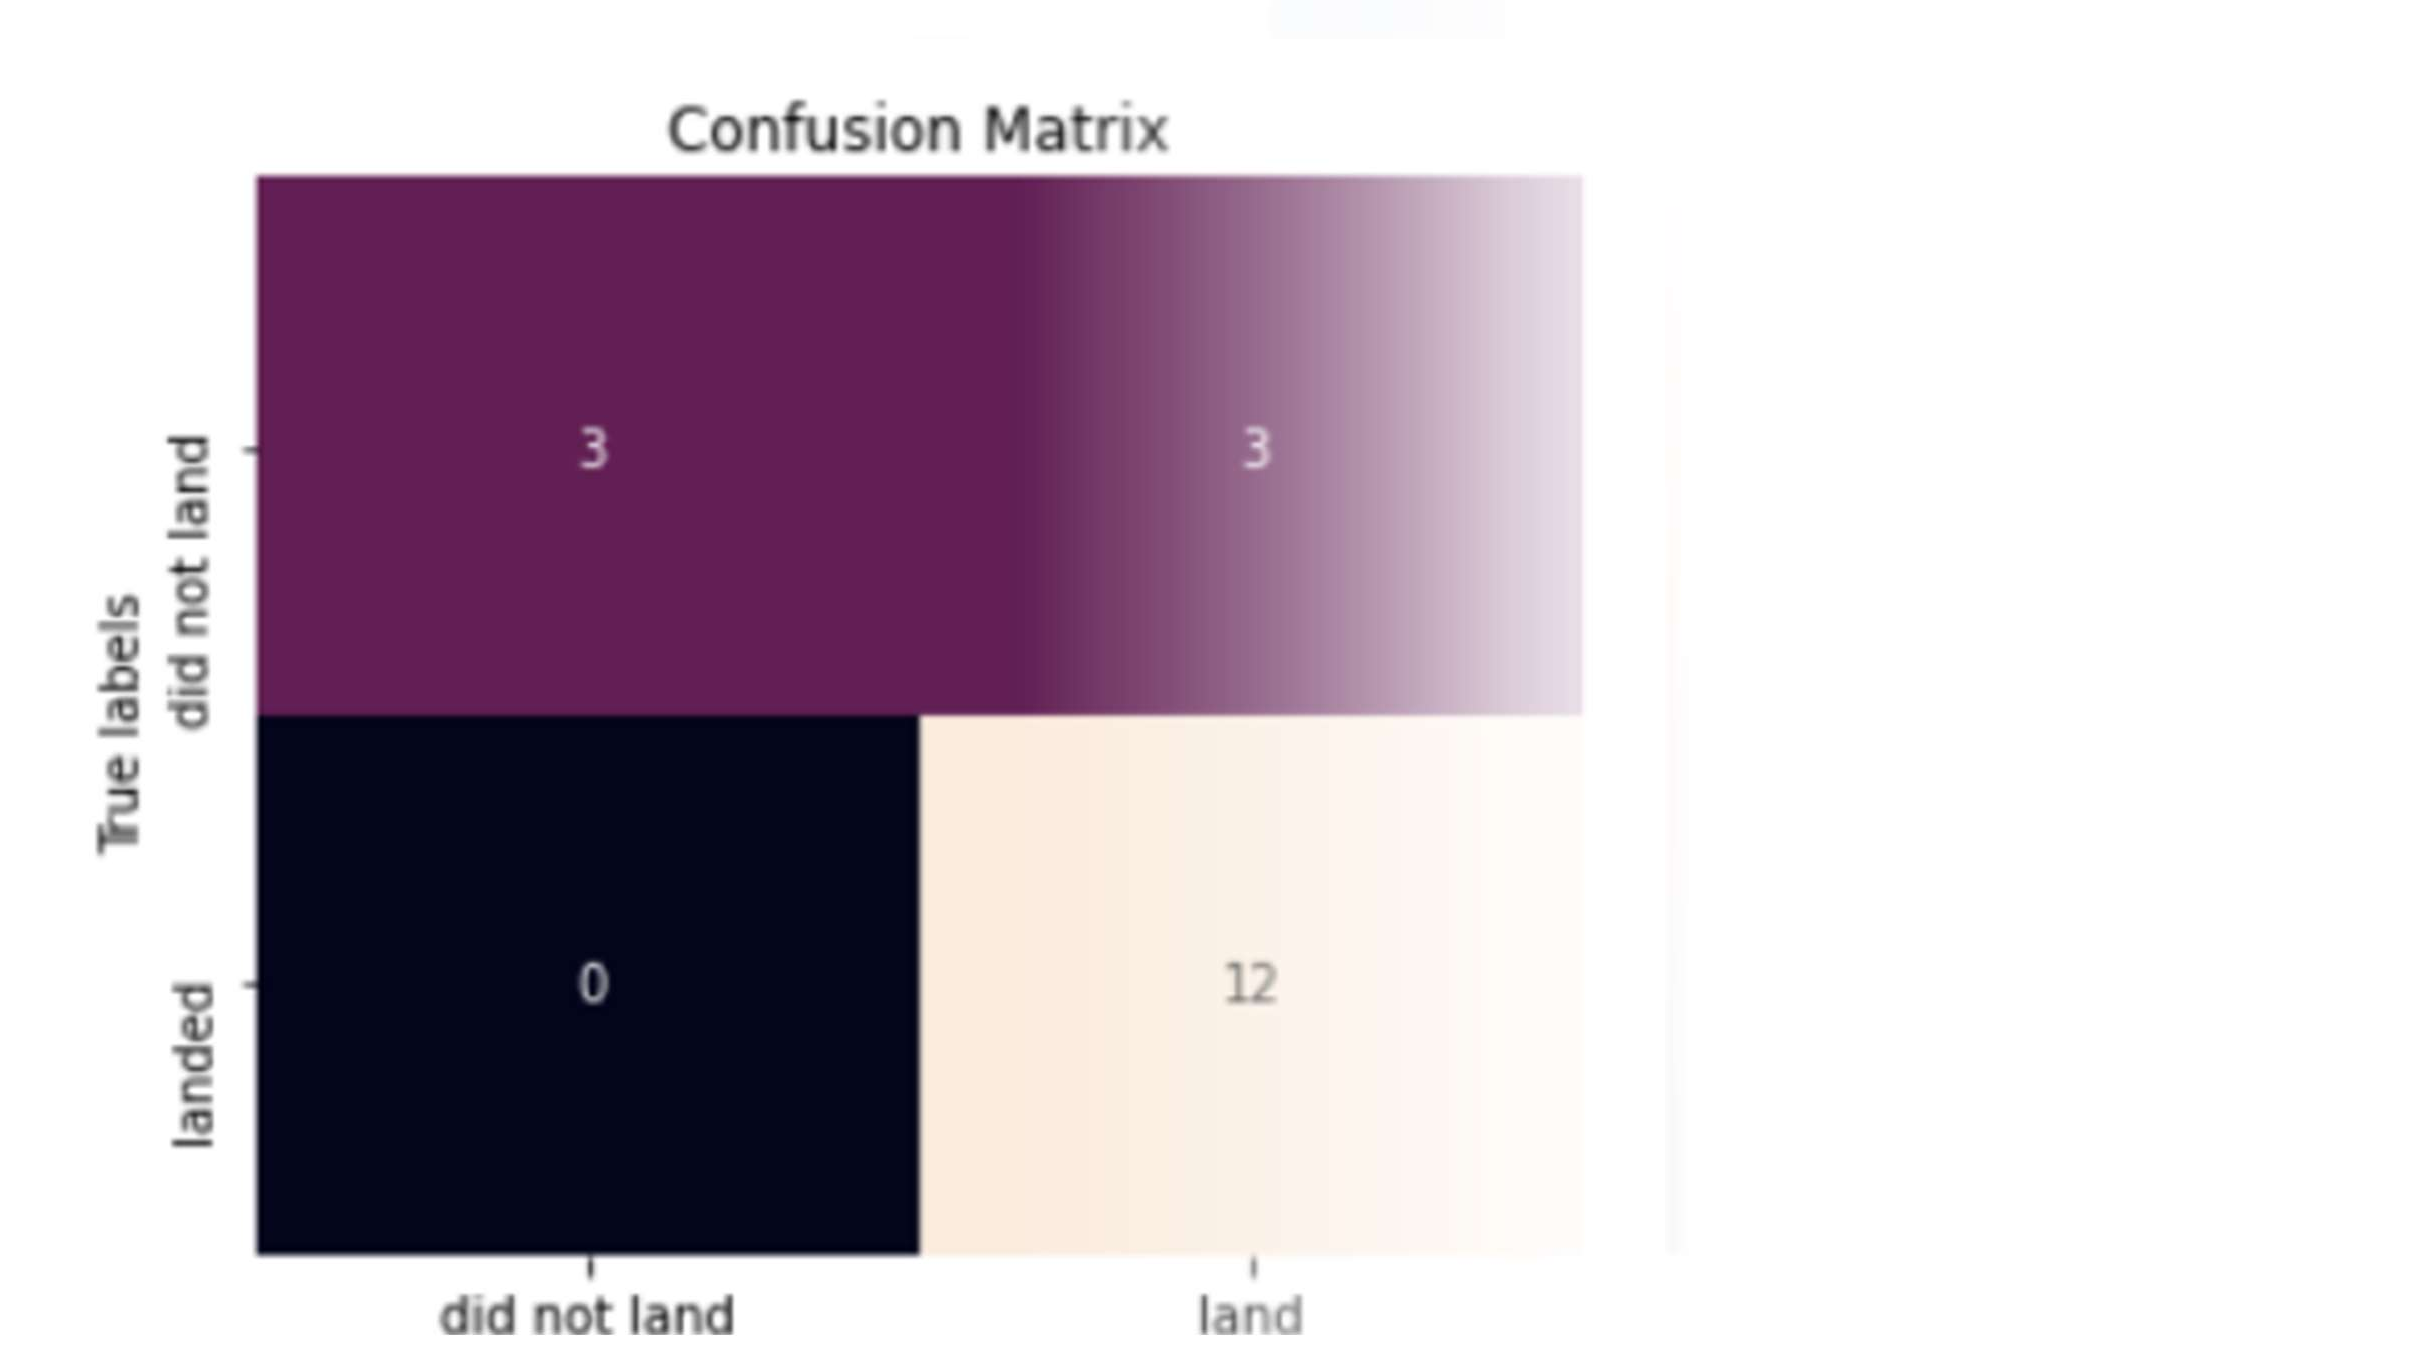 Confusion Matrix
True labels
did not land
3
3
landed
0
12
did not land
land